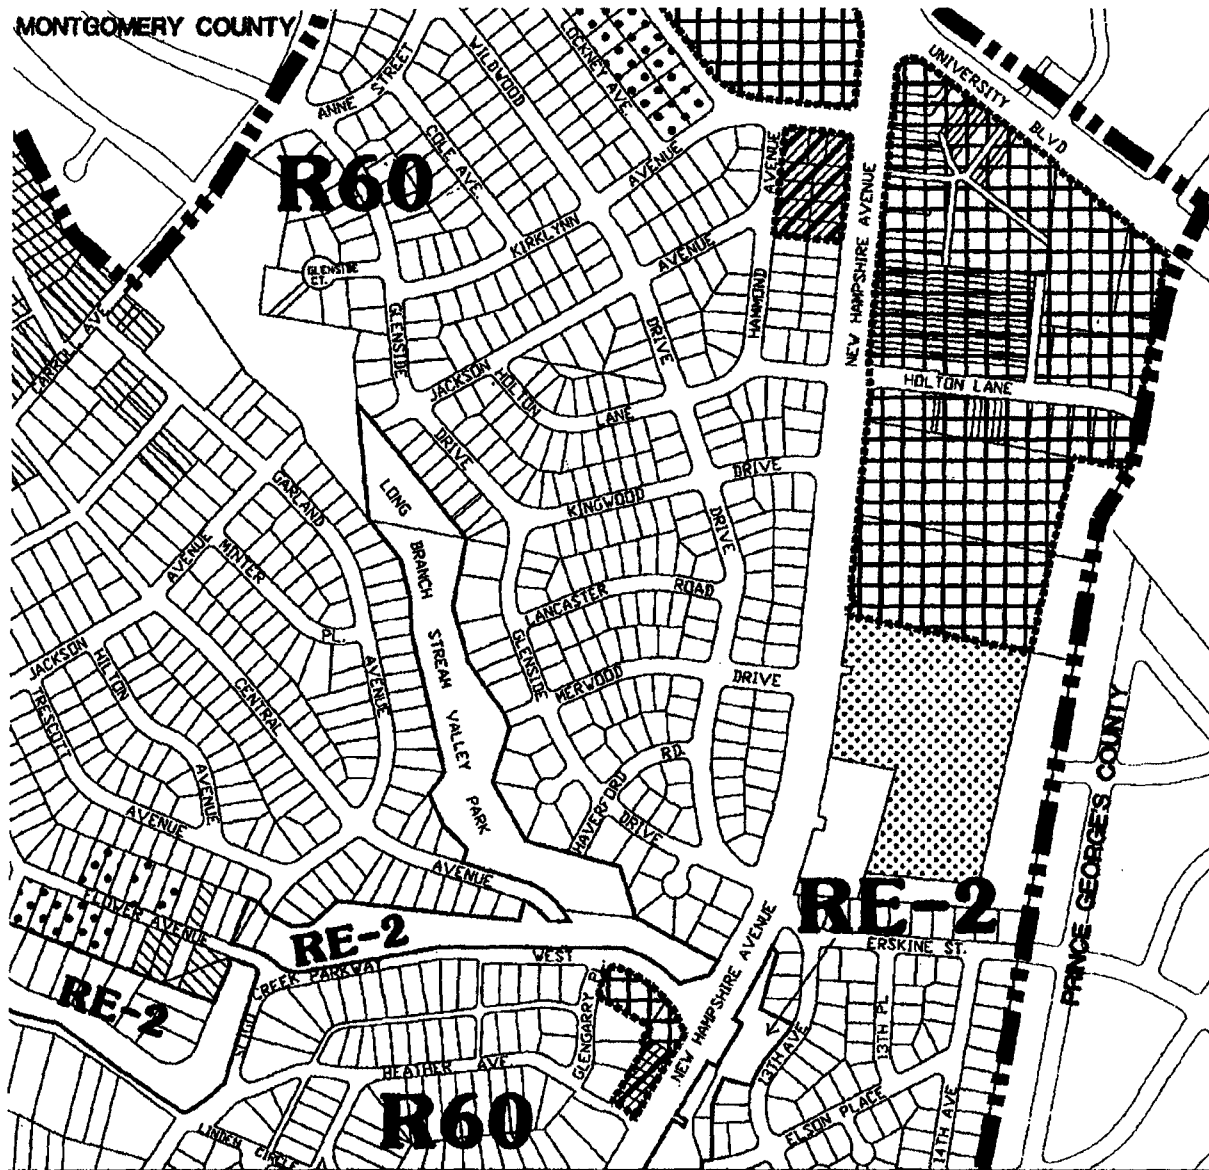 MONTGOMERY COUNTY
ANNE STREET
WILDWOOD
LOCKNEY AVE.
UNIVERSITY
BLVD
COLE AVE.
R60
AVENUE
AVENUE
KIRKLYNN
AVENUE
NEW HAMPSHIRE AVENUE
GLENSIDE
CT.
HAMMOND
GLENSIDE
DRIVE
JACKSON
HOLTON
LANE
HOLTON LANE
DRIVE
DRIVE
GARLAND
LONG
KINGWOOD
DRIVE
AVENUE
MINTER
BRANCH
LANCASTER
ROAD
PL.
STREAM
GLENSIDE
MERWOOD
DRIVE
JACKSON
HILTON
TRESCOTT
CENTRAL
AVENUE
VALLEY
PRINCE GEORGES COUNTY
AVENUE
AVENUE
PARK
HAVERFORD
RD.
DRIVE
AVENUE
FLOWER AVENUE
RE-2
RE-2
ERSKINE ST.
NEW HAMPSHIRE AVENUE
WEST
CREEK PARKWAY
RE-2
SLIGO
GLENGARRY
PL.
13TH PL
13TH AVE
HEATHER AVE
R60
ELSON PLACE
14TH AVE
LINDEN
CIRCLE